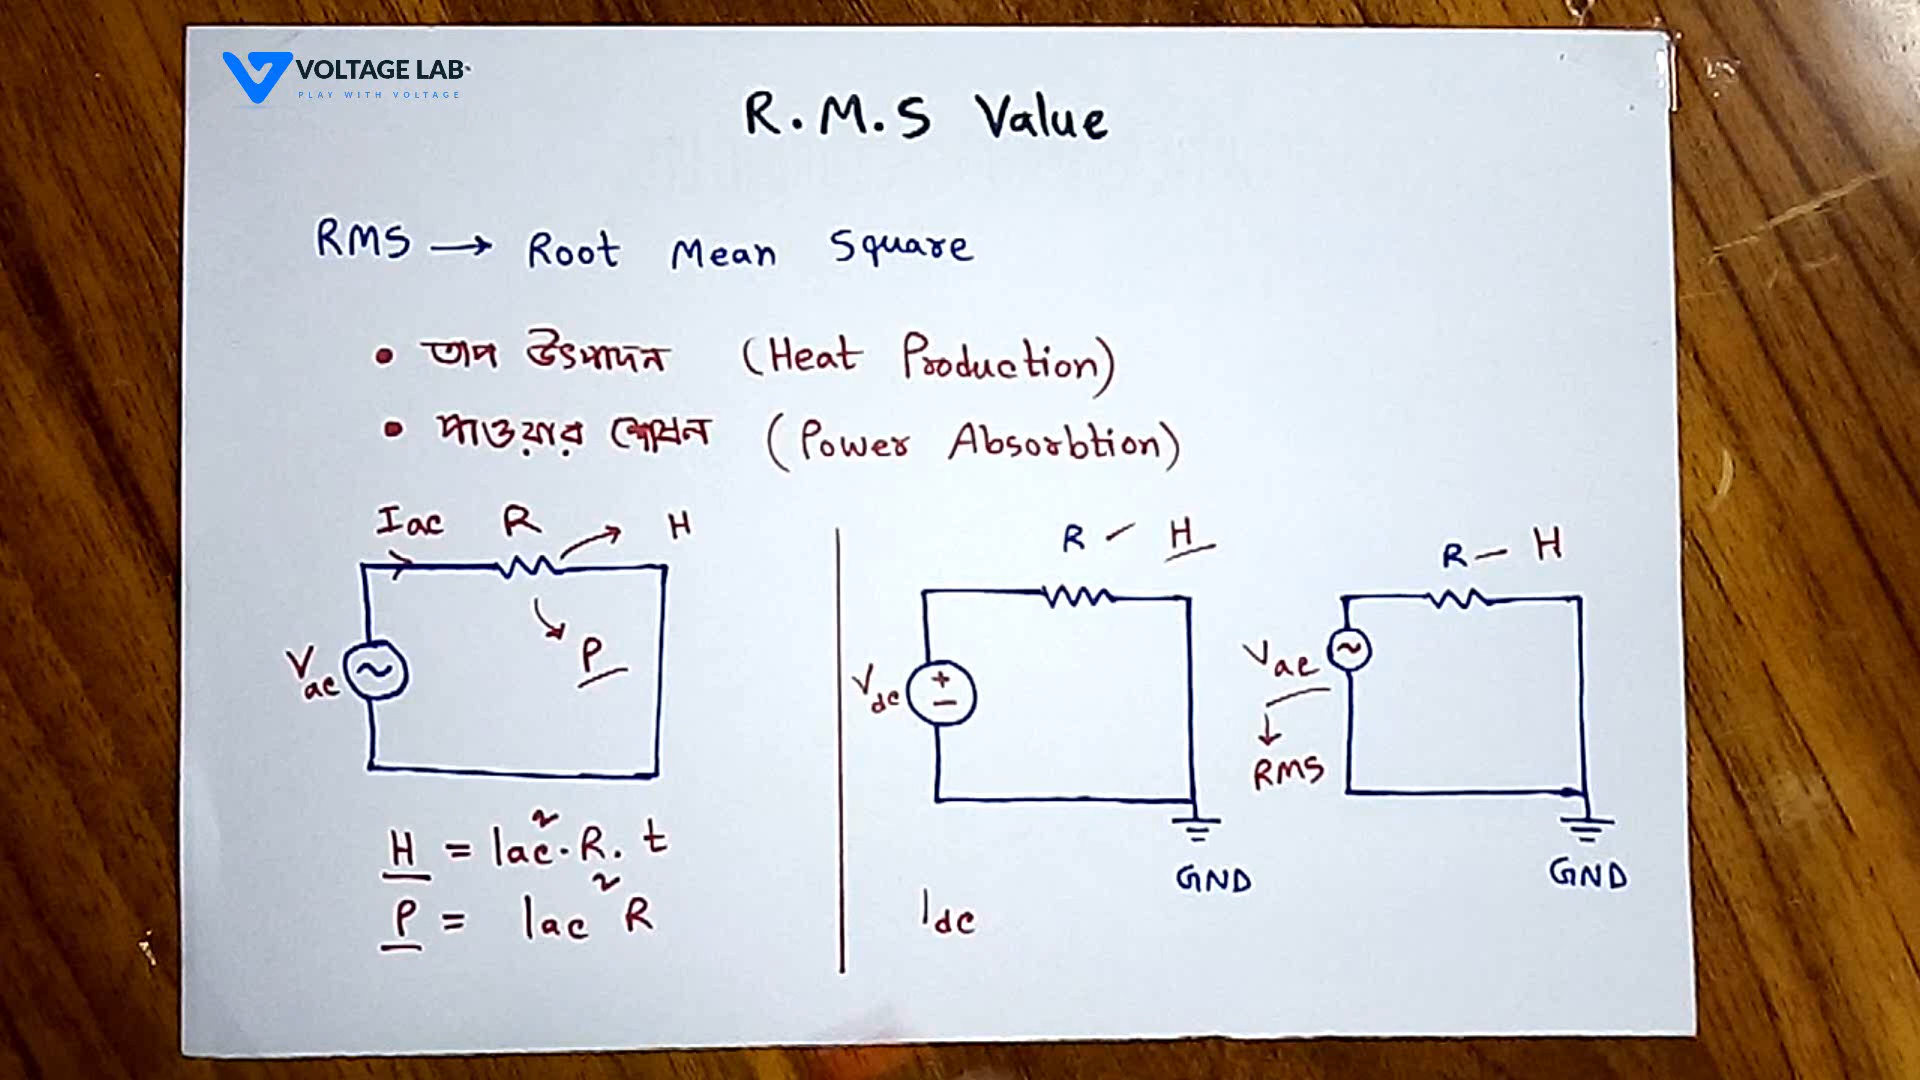 VOLTAGE LAB
PLAY WITH VOLTAGE
R.M.S Value
RMS → Root Mean Square
• তাপ উৎপাদন (Heat Production)
• পাওয়ার শোষন (Power Absorbtion)
Iac R H
P
Vac
H = Iac². R. t
P = Iac² R
R - H
Vdc
+
-
GND
Idc
R - H
Vac
RMS
GND